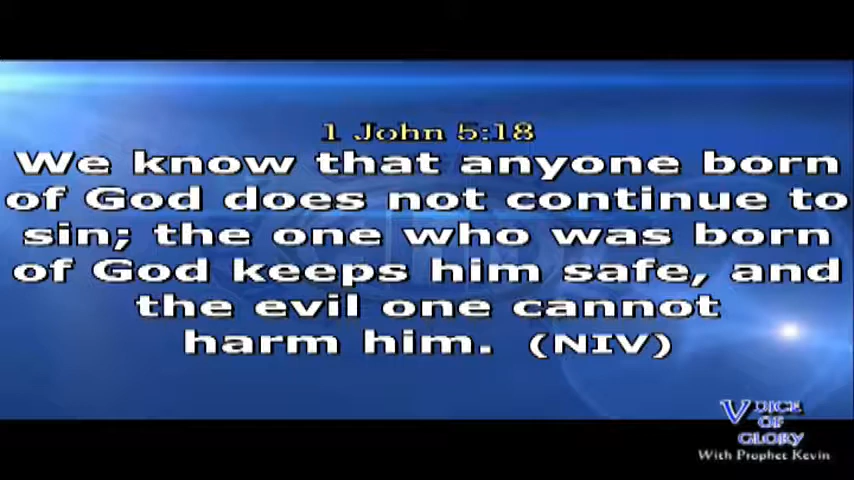 1 John 5:18
We know that anyone born
of God does not continue to
sin; the one who was born
of God keeps him safe, and
the evil one cannot
harm him. (NIV)
VOICE
OF
GLORY
With Prophet Kevin